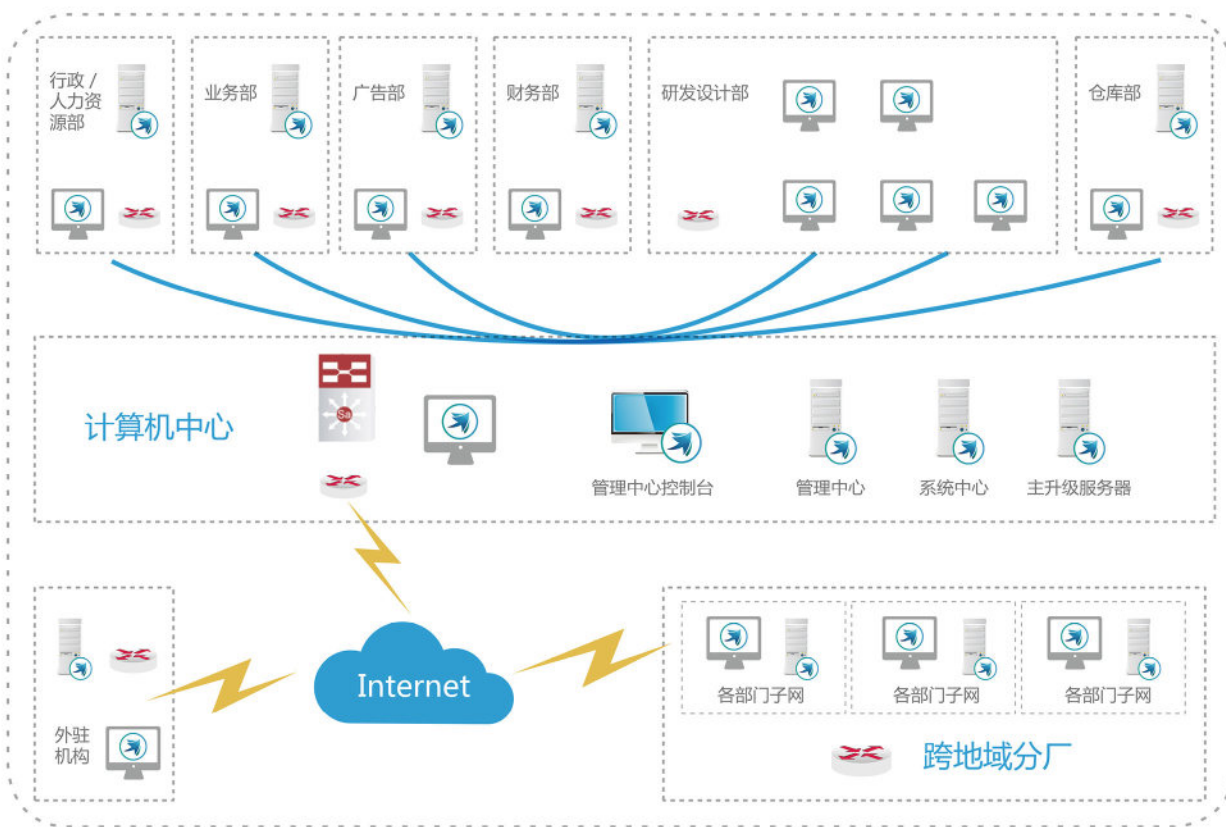 行政 /
人力资
源部
业务部
广告部
财务部
研发设计部
仓库部
计算机中心
Sa
管理中心控制台
管理中心
系统中心
主升级服务器
外驻
机构
Internet
各部门子网
各部门子网
各部门子网
跨地域分厂